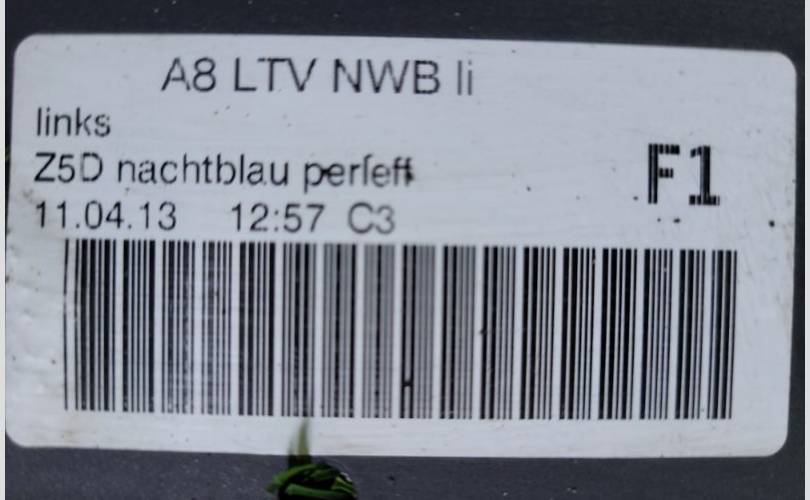 A8 LTV NWB li
links
Z5D nachtblau perleff
F1
11.04.13 12:57 C3